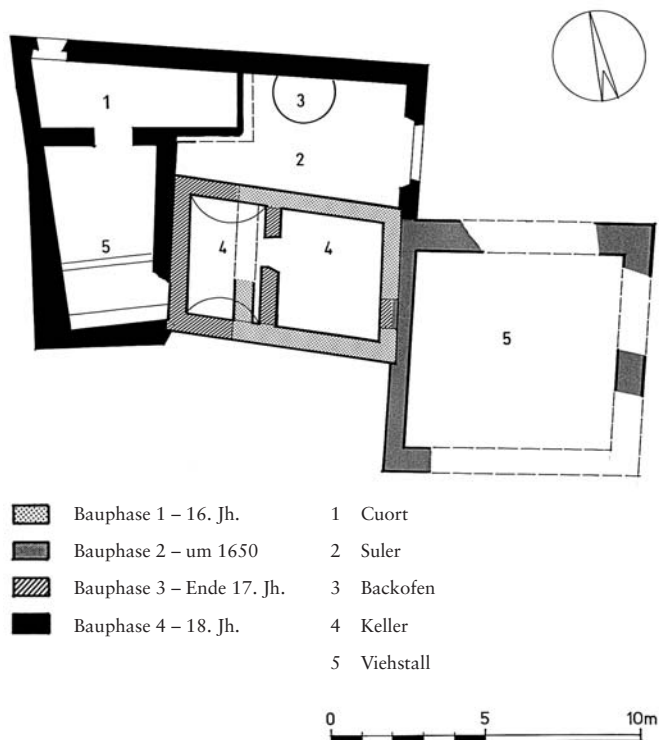 1
3
2
4
4
5
5
Bauphase 1 – 16. Jh.
Bauphase 2 – um 1650
Bauphase 3 – Ende 17. Jh.
Bauphase 4 – 18. Jh.
1 Cuort
2 Suler
3 Backofen
4 Keller
5 Viehstall
0 5 10m